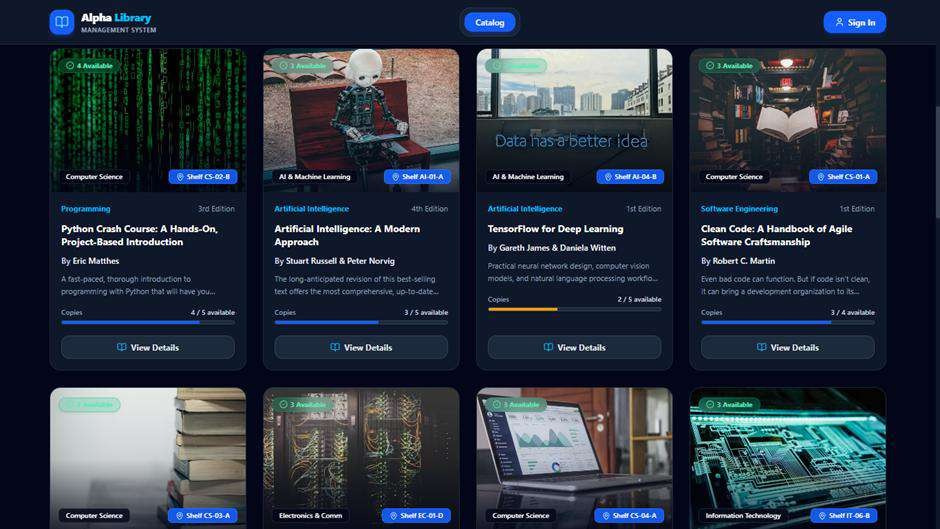 Alpha Library
MANAGEMENT SYSTEM
Catalog
Sign In
4 Available
Computer Science
Shelf CS-02-B
Programming
3rd Edition
Python Crash Course: A Hands-On,
Project-Based Introduction
By Eric Matthes
A fast-paced, thorough introduction to
programming with Python that will have you...
Copies
4 / 5 available
View Details
3 Available
AI & Machine Learning
Shelf AI-01-A
Artificial Intelligence
4th Edition
Artificial Intelligence: A Modern
Approach
By Stuart Russell & Peter Norvig
The long-anticipated revision of this best-selling
text offers the most comprehensive, up-to-date...
Copies
3 / 5 available
View Details
Data has a better idea
AI & Machine Learning
Shelf AI-04-B
Artificial Intelligence
1st Edition
TensorFlow for Deep Learning
By Gareth James & Daniela Witten
Practical neural network design, computer vision
models, and natural language processing workflo...
Copies
2 / 5 available
View Details
3 Available
Computer Science
Shelf CS-01-A
Software Engineering
1st Edition
Clean Code: A Handbook of Agile
Software Craftsmanship
By Robert C. Martin
Even bad code can function. But if code isn't clean,
it can bring a development organization to its...
Copies
3 / 4 available
View Details
Available
Computer Science
Shelf CS-03-A
3 Available
Electronics & Comm
Shelf EC-01-D
3 Available
Computer Science
Shelf CS-04-A
3 Available
Information Technology
Shelf IT-06-B